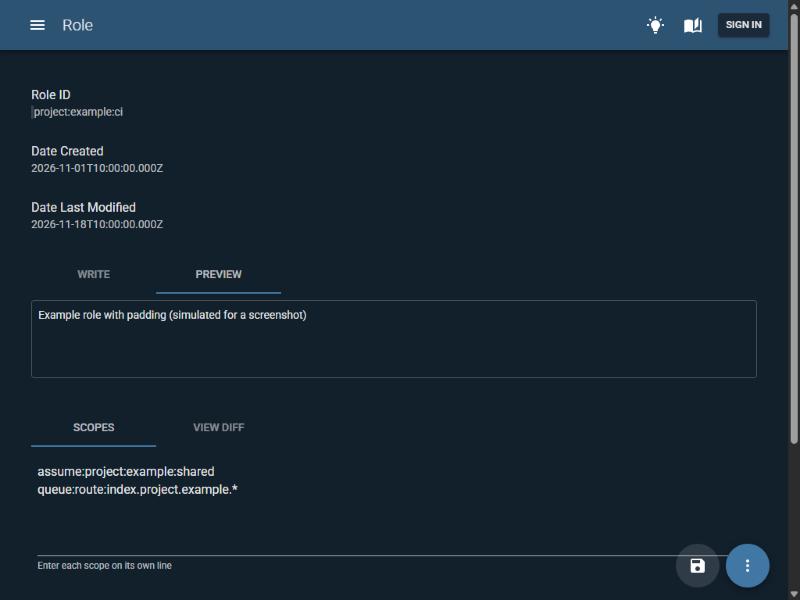 Role
SIGN IN
Role ID
project:example:ci
Date Created
2026-11-01T10:00:00.000Z
Date Last Modified
2026-11-18T10:00:00.000Z
WRITE
PREVIEW
Example role with padding (simulated for a screenshot)
SCOPES
VIEW DIFF
assume:project:example:shared
queue:route:index.project.example.*
Enter each scope on its own line